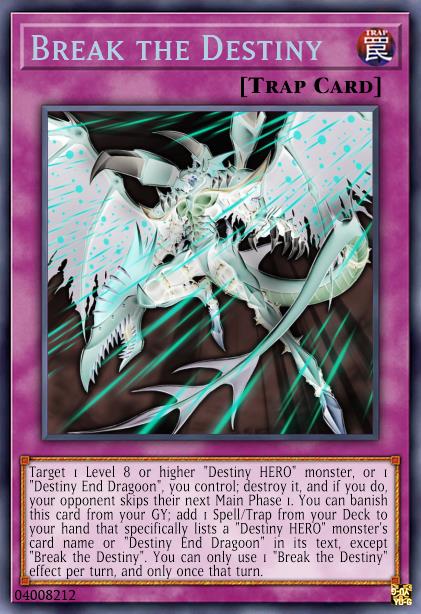 BREAK THE DESTINY
TRAP
罠
[TRAP CARD]
Target 1 Level 8 or higher "Destiny HERO" monster, or 1
"Destiny End Dragoon", you control; destroy it, and if you do,
your opponent skips their next Main Phase 1. You can banish
this card from your GY; add 1 Spell/Trap from your Deck to
your hand that specifically lists a "Destiny HERO" monster's
card name or "Destiny End Dragoon" in its text, except
"Break the Destiny". You can only use 1 "Break the Destiny"
effect per turn, and only once that turn.
04008212